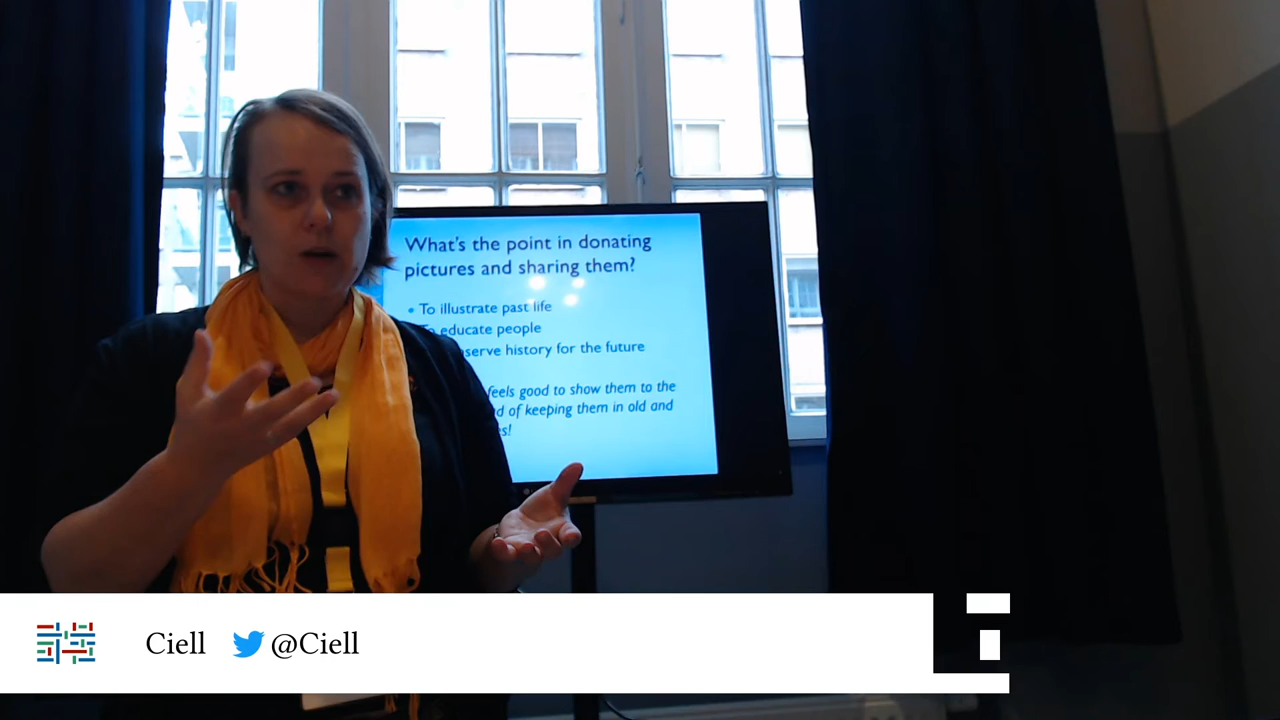 What's the point in donating
pictures and sharing them?
• To illustrate past life
To educate people
serve history for the future
feels good to show them to the
of keeping them in old and
Ciell @Ciell